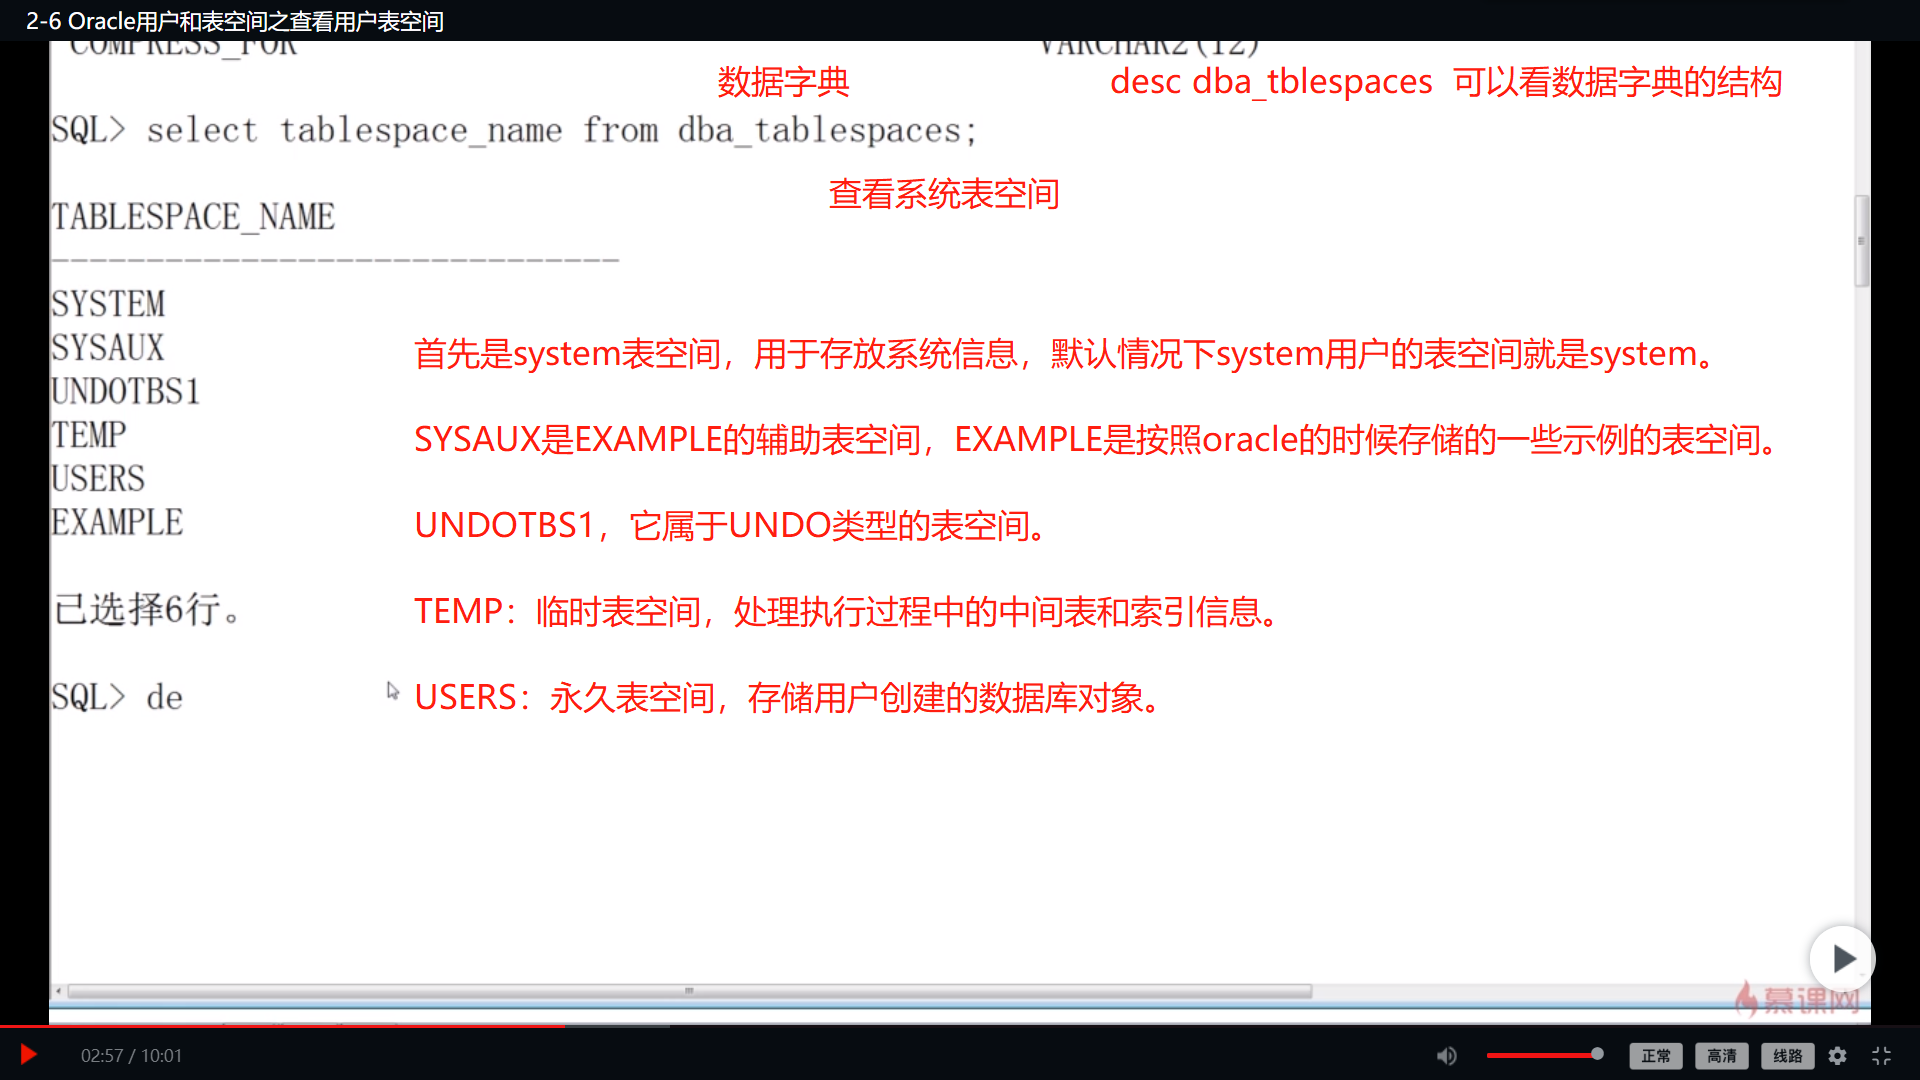 2-6 Oracle用户和表空间之查看用户表空间
COMPRESS_FOR VARCHAR2(12)
数据字典 desc dba_tblespaces 可以看数据字典的结构
SQL> select tablespace_name from dba_tablespaces;
查看系统表空间
TABLESPACE_NAME
------------------------------
SYSTEM
SYSAUX
首先是system表空间，用于存放系统信息，默认情况下system用户的表空间就是system。
UNDOTBS1
TEMP
SYSAUX是EXAMPLE的辅助表空间，EXAMPLE是按照oracle的时候存储的一些示例的表空间。
USERS
EXAMPLE
UNDOTBS1，它属于UNDO类型的表空间。
已选择6行。
TEMP：临时表空间，处理执行过程中的中间表和索引信息。
SQL> de
USERS：永久表空间，存储用户创建的数据库对象。
慕课网
02:57 / 10:01
正常 高清 线路